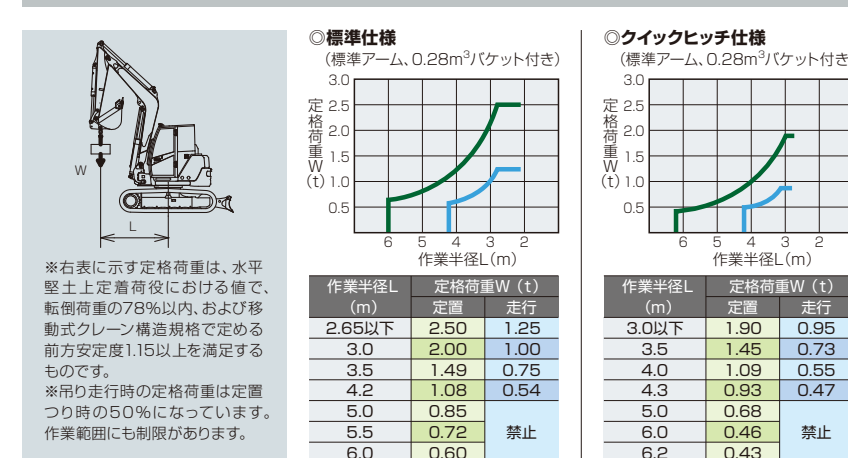 W
L
※右表に示す定格荷重は、水平
堅土上定着荷役における値で、
転倒荷重の78%以内、および移
動式クレーン構造規格で定める
前方安定度1.15以上を満足する
ものです。
※吊り走行時の定格荷重は定置
つり時の50%になっています。
作業範囲にも制限があります。
◎標準仕様
(標準アーム、0.28m³バケット付き)
定格荷重W(t)
3.0
2.5
2.0
1.5
1.0
0.5
6 5 4 3 2
作業半径L(m)
作業半径L(m) 定格荷重W(t)
定置 走行
2.65以下 2.50 1.25
3.0 2.00 1.00
3.5 1.49 0.75
4.2 1.08 0.54
5.0 0.85 禁止
5.5 0.72
6.0 0.60
◎クイックヒッチ仕様
(標準アーム、0.28m³バケット付き
定格荷重W(t)
3.0
2.5
2.0
1.5
1.0
0.5
6 5 4 3 2
作業半径L(m)
作業半径L(m) 定格荷重W(t)
定置 走行
3.0以下 1.90 0.95
3.5 1.45 0.73
4.0 1.09 0.55
4.3 0.93 0.47
5.0 0.68 禁止
6.0 0.46
6.2 0.43